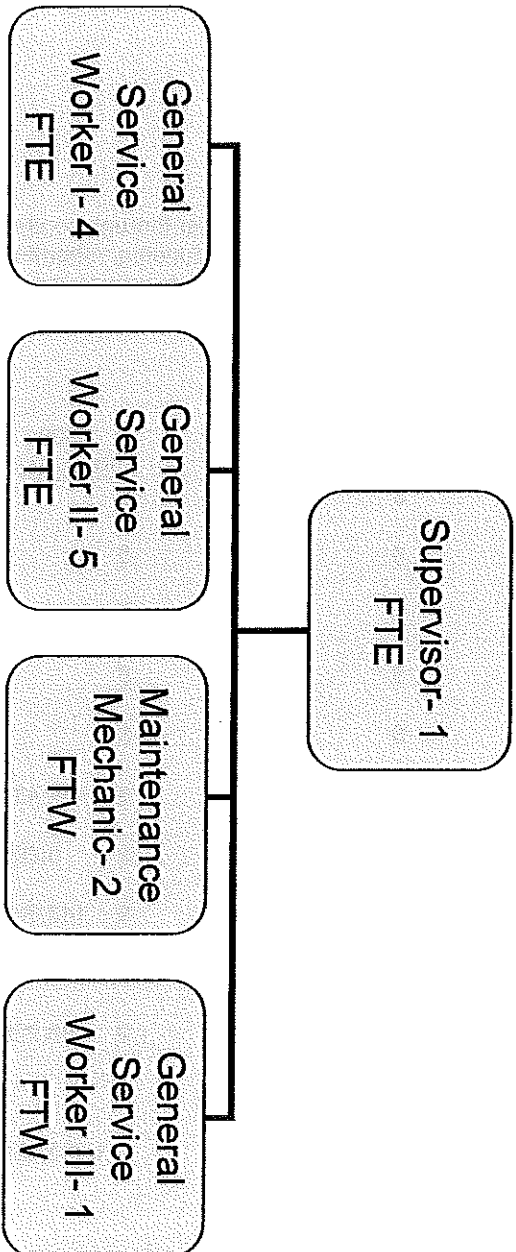 Supervisor- 1
FTE
General
Service
Worker I- 4
FTE
General
Service
Worker II- 5
FTE
Maintenance
Mechanic- 2
FTW
General
Service
Worker III- 1
FTW